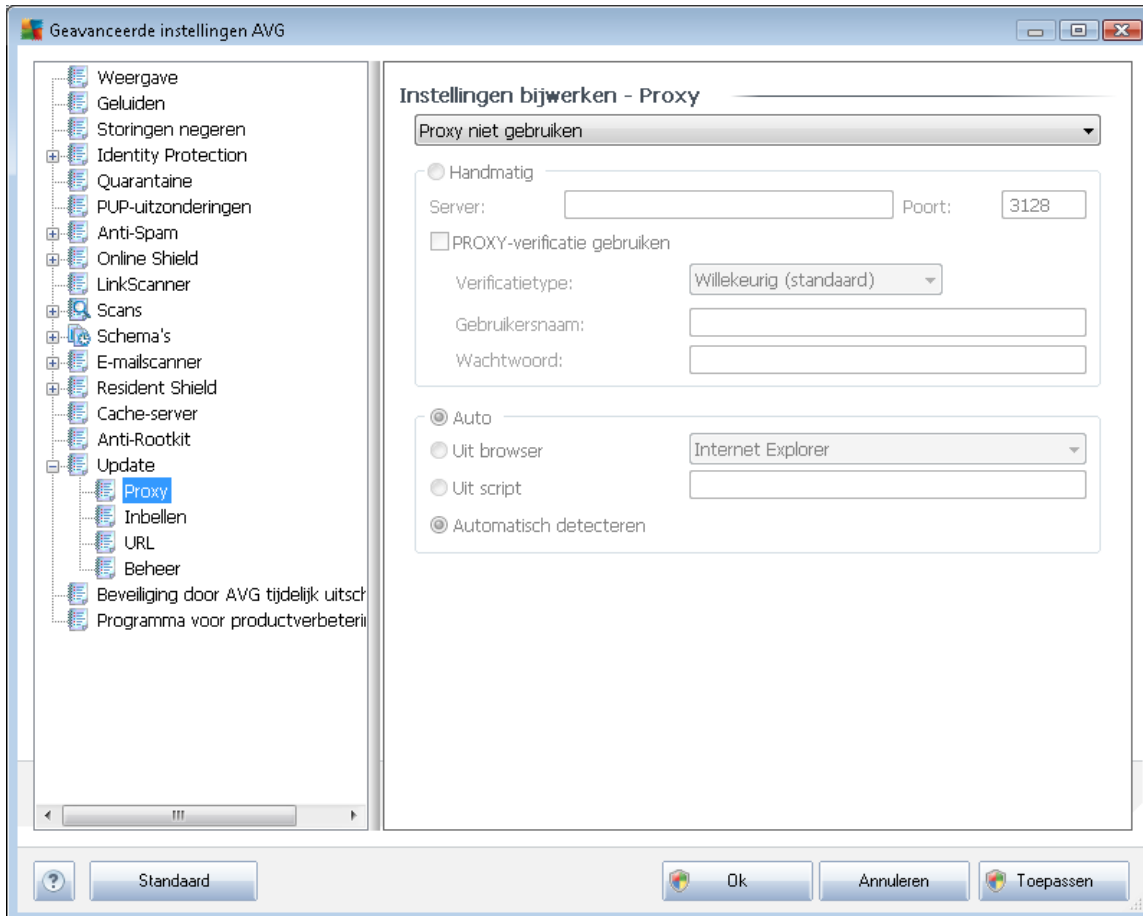 Geavanceerde instellingen AVG
Weergave
Geluiden
Storingen negeren
Identity Protection
Quarantaine
PUP-uitzonderingen
Anti-Spam
Online Shield
LinkScanner
Scans
Schema's
E-mailscanner
Resident Shield
Cache-server
Anti-Rootkit
Update
Proxy
Inbellen
URL
Beheer
Beveiliging door AVG tijdelijk uitsch
Programma voor productverbeterin
Instellingen bijwerken - Proxy
Proxy niet gebruiken
Handmatig
Server: Poort: 3128
PROXY-verificatie gebruiken
Verificatietype: Willekeurig (standaard)
Gebruikersnaam:
Wachtwoord:
Auto
Uit browser Internet Explorer
Uit script
Automatisch detecteren
? Standaard Ok Annuleren Toepassen